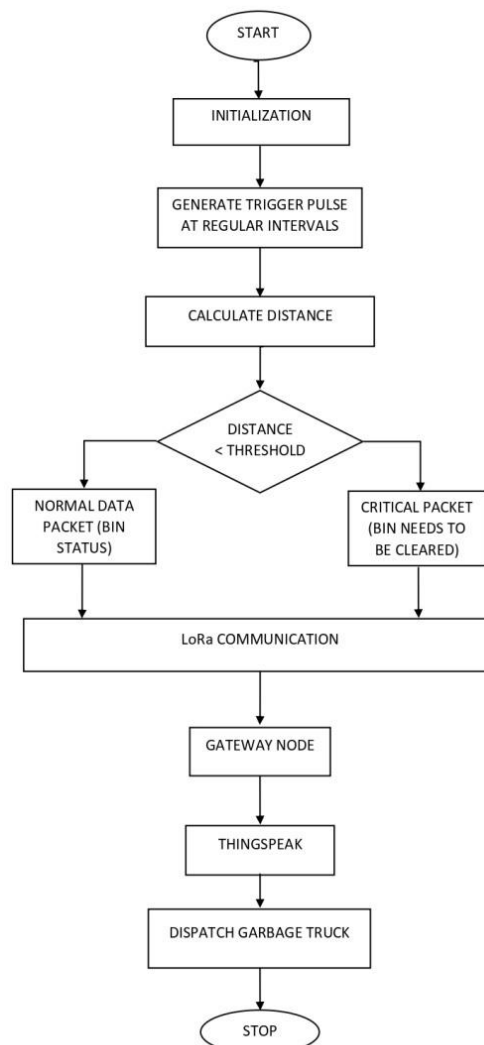 START
INITIALIZATION
GENERATE TRIGGER PULSE
AT REGULAR INTERVALS
CALCULATE DISTANCE
DISTANCE
< THRESHOLD
NORMAL DATA
PACKET (BIN
STATUS)
CRITICAL PACKET
(BIN NEEDS TO
BE CLEARED)
LoRa COMMUNICATION
GATEWAY NODE
THINGSPEAK
DISPATCH GARBAGE TRUCK
STOP